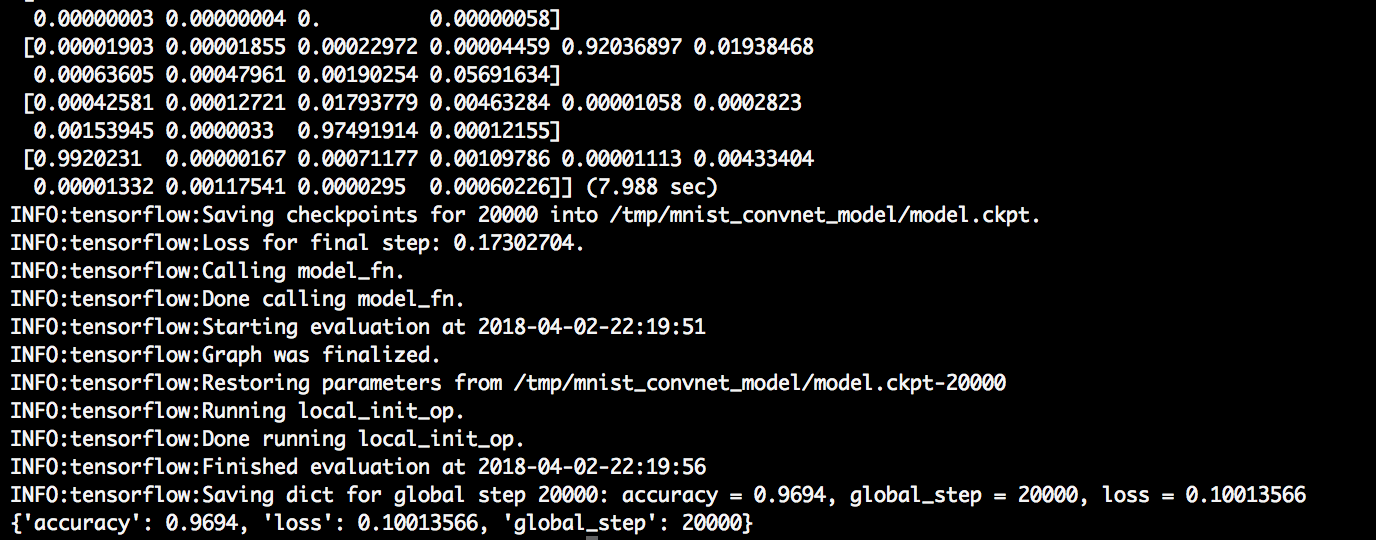 0.00000003 0.00000004 0.         0.00000058]
 [0.00001903 0.00001855 0.00022972 0.00004459 0.92036897 0.01938468
  0.00063605 0.00047961 0.00190254 0.05691634]
 [0.00042581 0.00012721 0.01793779 0.00463284 0.00001058 0.0002823
  0.00153945 0.0000033  0.97491914 0.00012155]
 [0.9920231  0.00000167 0.00071177 0.00109786 0.00001113 0.00433404
  0.00001332 0.00117541 0.0000295  0.00060226]] (7.988 sec)
INFO:tensorflow:Saving checkpoints for 20000 into /tmp/mnist_convnet_model/model.ckpt.
INFO:tensorflow:Loss for final step: 0.17302704.
INFO:tensorflow:Calling model_fn.
INFO:tensorflow:Done calling model_fn.
INFO:tensorflow:Starting evaluation at 2018-04-02-22:19:51
INFO:tensorflow:Graph was finalized.
INFO:tensorflow:Restoring parameters from /tmp/mnist_convnet_model/model.ckpt-20000
INFO:tensorflow:Running local_init_op.
INFO:tensorflow:Done running local_init_op.
INFO:tensorflow:Finished evaluation at 2018-04-02-22:19:56
INFO:tensorflow:Saving dict for global step 20000: accuracy = 0.9694, global_step = 20000, loss = 0.10013566
{'accuracy': 0.9694, 'loss': 0.10013566, 'global_step': 20000}